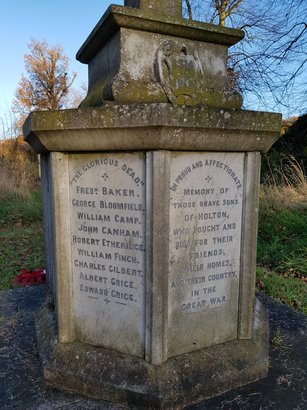 "THE GLORIOUS DEAD."
FREDK BAKER.
GEORGE BLOOMFIELD.
WILLIAM CAMP.
JOHN CANHAM.
ROBERT ETHERIDGE.
WILLIAM FINCH.
CHARLES GILBERT.
ALBERT GRICE.
EDWARD GRICE.
IN PROUD AND AFFECTIONATE
MEMORY OF
THOSE BRAVE SONS
OF HOLTON,
WHO FOUGHT AND
DIED FOR THEIR
FRIENDS,
THEIR HOMES,
AND THEIR COUNTRY,
IN THE
GREAT WAR.